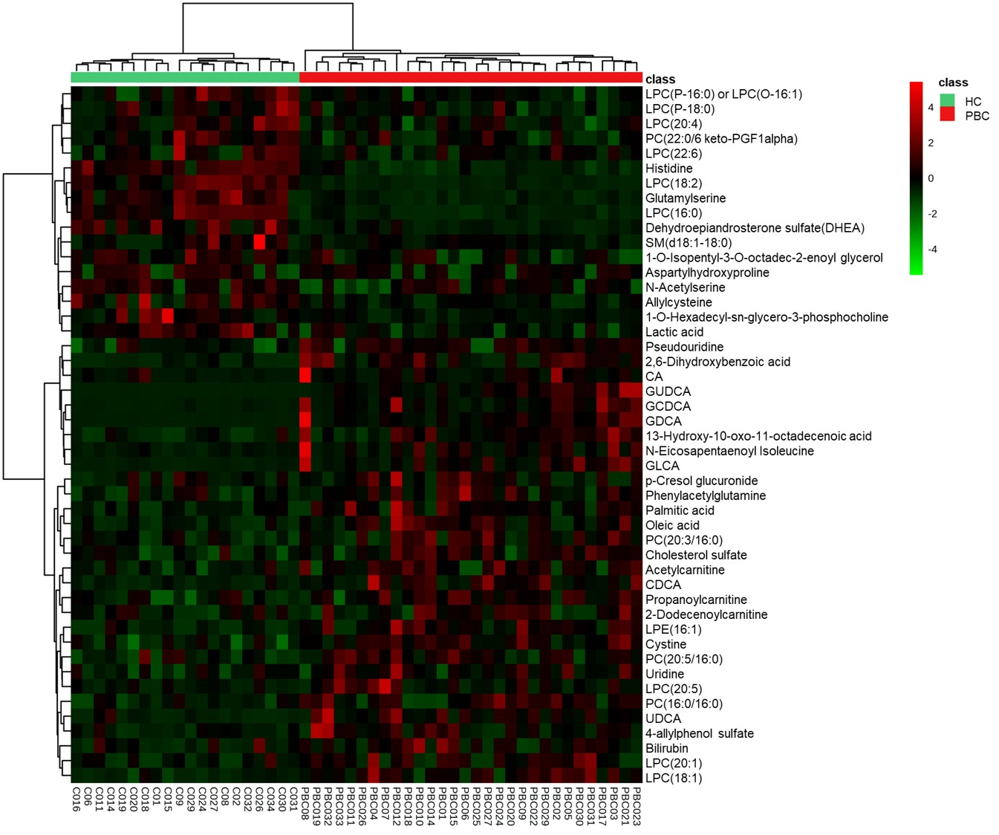 class
LPC(P-16:0) or LPC(O-16:1)
LPC(P-18:0)
LPC(20:4)
PC(22:0/6 keto-PGF1alpha)
LPC(22:6)
Histidine
LPC(18:2)
Glutamylserine
LPC(16:0)
Dehydroepiandrosterone sulfate(DHEA)
SM(d18:1-18:0)
1-O-Isopentyl-3-O-octadec-2-enoyl glycerol
Aspartylhydroxyproline
N-Acetylserine
Allylcysteine
1-O-Hexadecyl-sn-glycero-3-phosphocholine
Lactic acid
Pseudouridine
2,6-Dihydroxybenzoic acid
CA
GUDCA
GCDCA
GDCA
13-Hydroxy-10-oxo-11-octadecenoic acid
N-Eicosapentaenoyl Isoleucine
GLCA
p-Cresol glucuronide
Phenylacetylglutamine
Palmitic acid
Oleic acid
PC(20:3/16:0)
Cholesterol sulfate
Acetylcarnitine
CDCA
Propanoylcarnitine
2-Dodecenoylcarnitine
LPE(16:1)
Cystine
PC(20:5/16:0)
Uridine
LPC(20:5)
PC(16:0/16:0)
UDCA
4-allylphenol sulfate
Bilirubin
LPC(20:1)
LPC(18:1)
C016
C06
C011
C014
C019
C020
C018
C01
C015
C09
C029
C024
C027
C08
C02
C032
C026
C034
C030
C031
PBC08
PBC019
PBC032
PBC033
PBC011
PBC026
PBC04
PBC07
PBC012
PBC018
PBC010
PBC014
PBC01
PBC015
PBC06
PBC025
PBC027
PBC024
PBC020
PBC09
PBC022
PBC029
PBC02
PBC05
PBC030
PBC031
PBC017
PBC03
PBC021
PBC023
4
2
0
-2
-4
class
HC
PBC